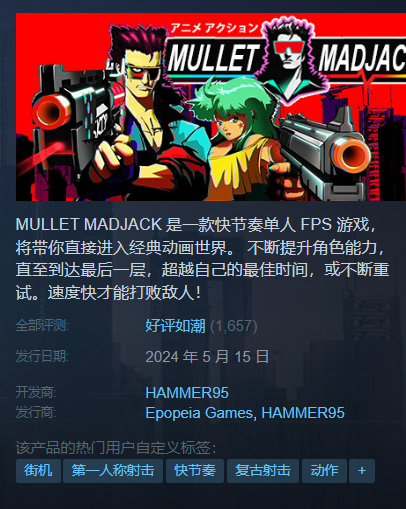 アニメ アクション
MULLET MADJAC
MULLET MADJACK 是一款快节奏单人 FPS 游戏，
将带你直接进入经典动画世界。 不断提升角色能力，
直至到达最后一层，超越自己的最佳时间，或不断重
试。速度快才能打败敌人！
全部评测: 好评如潮 (1,657)
发行日期: 2024 年 5 月 15 日
开发商: HAMMER95
发行商: Epopeia Games, HAMMER95
该产品的热门用户自定义标签：
街机 第一人称射击 快节奏 复古射击 动作 +